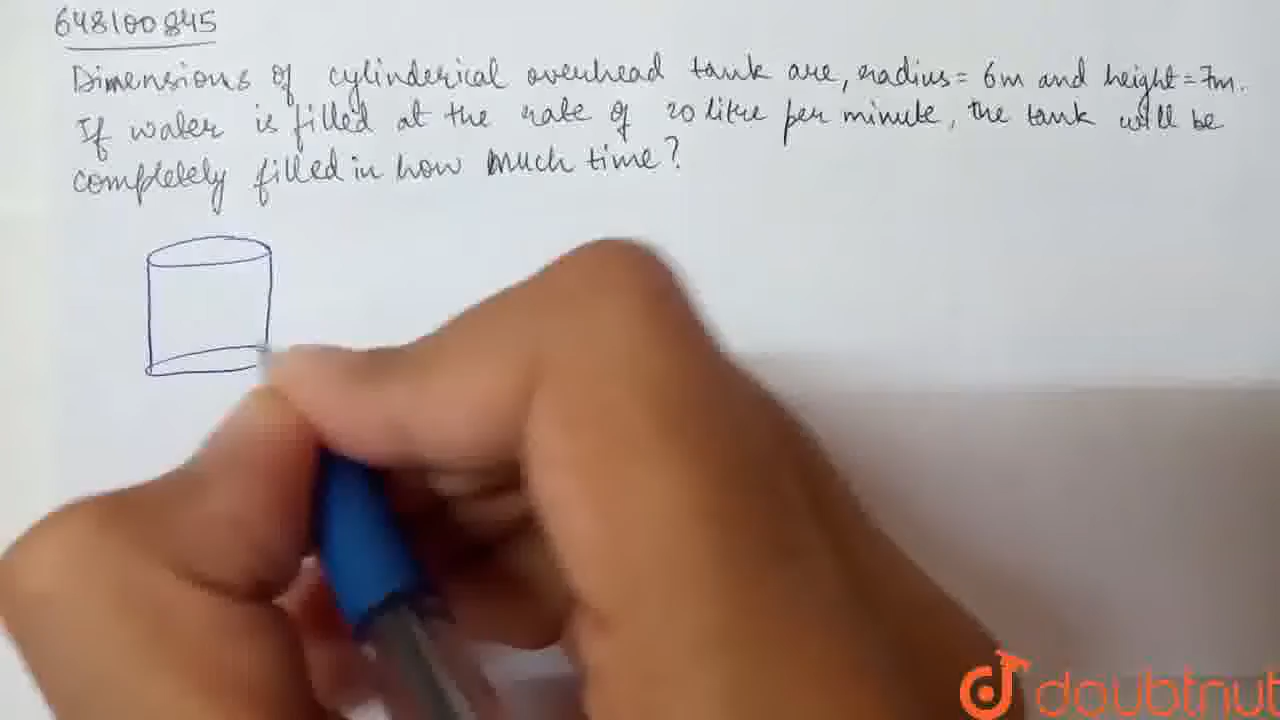 648100845
Dimensions of cylinderical overhead tank are, radius = 6m and height = 7m.
If water is filled at the rate of 20 litre per minute, the tank will be
completely filled in how much time?
doubtnut